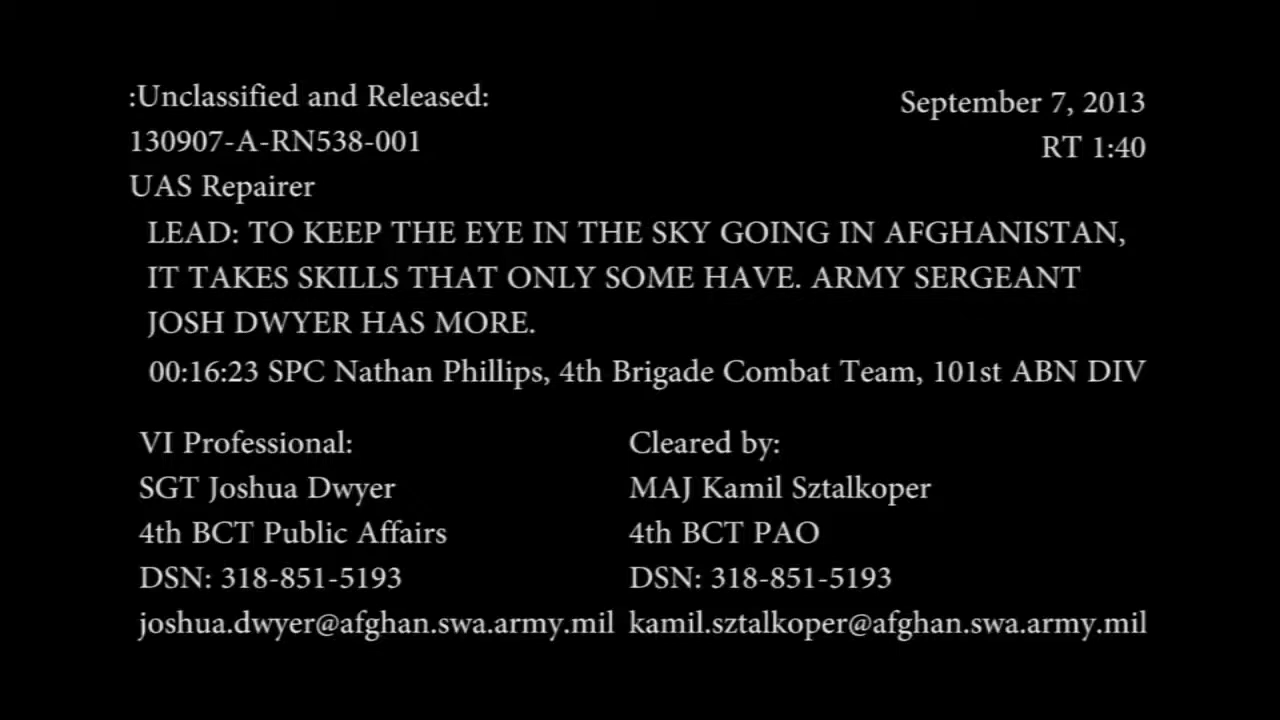 :Unclassified and Released:
September 7, 2013
130907-A-RN538-001
RT 1:40
UAS Repairer
LEAD: TO KEEP THE EYE IN THE SKY GOING IN AFGHANISTAN,
IT TAKES SKILLS THAT ONLY SOME HAVE. ARMY SERGEANT
JOSH DWYER HAS MORE.
00:16:23 SPC Nathan Phillips, 4th Brigade Combat Team, 101st ABN DIV
VI Professional:
SGT Joshua Dwyer
4th BCT Public Affairs
DSN: 318-851-5193
joshua.dwyer@afghan.swa.army.mil
Cleared by:
MAJ Kamil Sztalkoper
4th BCT PAO
DSN: 318-851-5193
kamil.sztalkoper@afghan.swa.army.mil